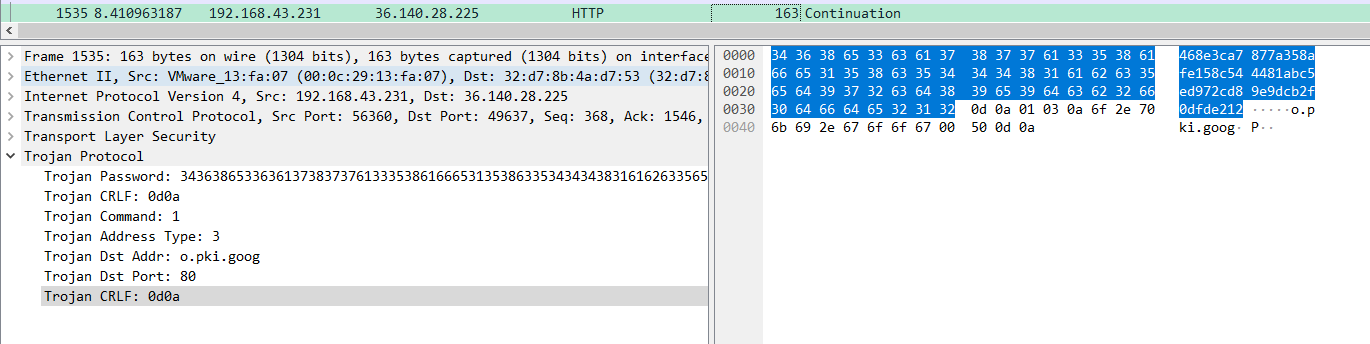 1535 8.410963187 192.168.43.231 36.140.28.225 HTTP 163 Continuation
Frame 1535: 163 bytes on wire (1304 bits), 163 bytes captured (1304 bits) on interface
Ethernet II, Src: VMware_13:fa:07 (00:0c:29:13:fa:07), Dst: 32:d7:8b:4a:d7:53 (32:d7:8
Internet Protocol Version 4, Src: 192.168.43.231, Dst: 36.140.28.225
Transmission Control Protocol, Src Port: 56360, Dst Port: 49637, Seq: 368, Ack: 1546,
Transport Layer Security
Trojan Protocol
Trojan Password: 34363865336361373837376133353861666531353863353434343831616263356
Trojan CRLF: 0d0a
Trojan Command: 1
Trojan Address Type: 3
Trojan Dst Addr: o.pki.goog
Trojan Dst Port: 80
Trojan CRLF: 0d0a
0000 34 36 38 65 33 63 61 37 38 37 37 61 33 35 38 61 468e3ca7 877a358a
0010 66 65 31 35 38 63 35 34 34 34 38 31 61 62 63 35 fe158c54 4481abc5
0020 65 64 39 37 32 63 64 38 39 65 39 64 63 62 32 66 ed972cd8 9e9dcb2f
0030 30 64 66 64 65 32 31 32 0d 0a 01 03 0a 6f 2e 70 0dfde212 ·····o.p
0040 6b 69 2e 67 6f 6f 67 00 50 0d 0a ki.goog· P··